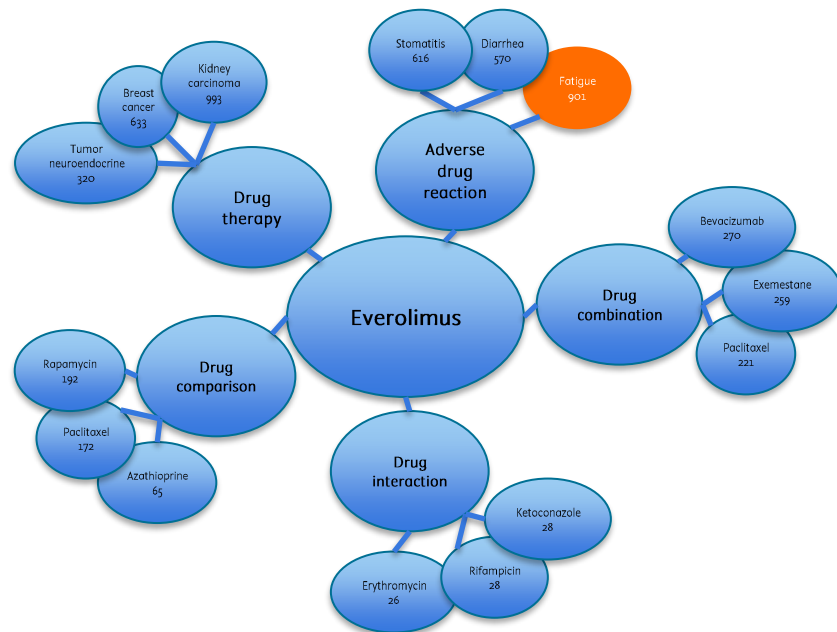 Stomatitis
616
Diarrhea
570
Fatigue
901
Adverse
drug
reaction
Kidney
carcinoma
993
Breast
cancer
633
Tumor
neuroendocrine
320
Drug
therapy
Bevacizumab
270
Exemestane
259
Paclitaxel
221
Drug
combination
Everolimus
Drug
comparison
Rapamycin
192
Paclitaxel
172
Azathioprine
65
Drug
interaction
Ketoconazole
28
Rifampicin
28
Erythromycin
26